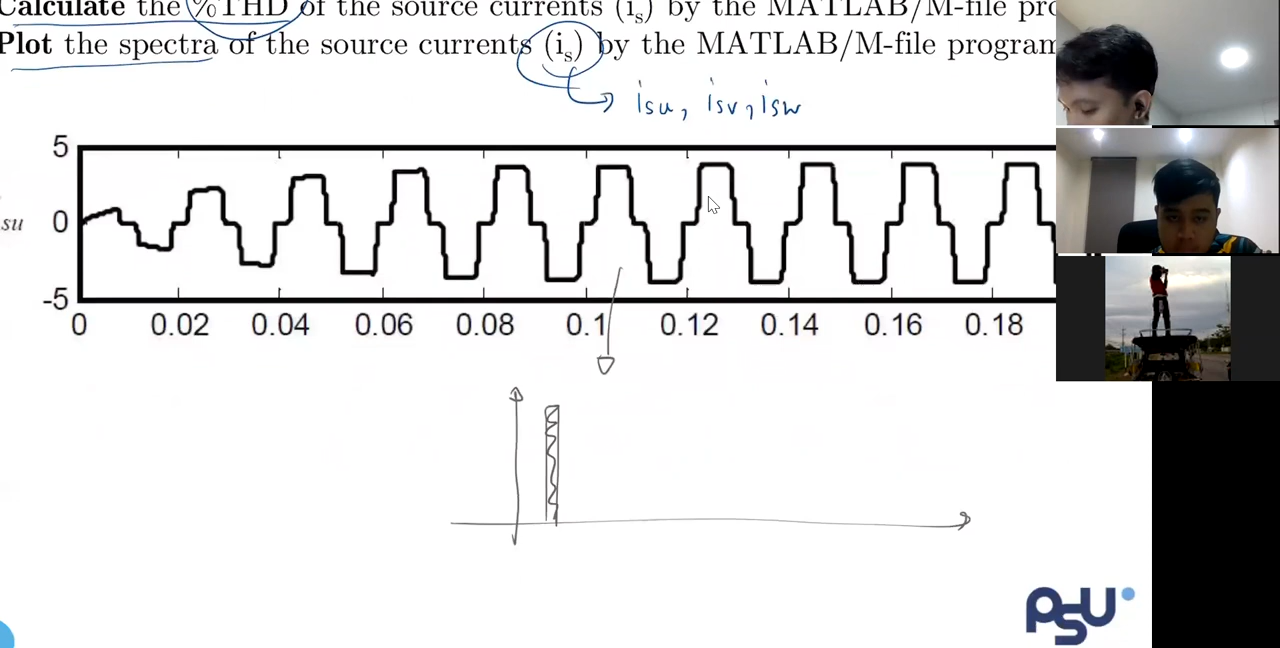 Calculate the %THD of the source currents (is) by the MATLAB/M-file pro
Plot the spectra of the source currents (is) by the MATLAB/M-file program
isu, isv, isw
5
su 0
-5
0 0.02 0.04 0.06 0.08 0.1 0.12 0.14 0.16 0.18
PSU